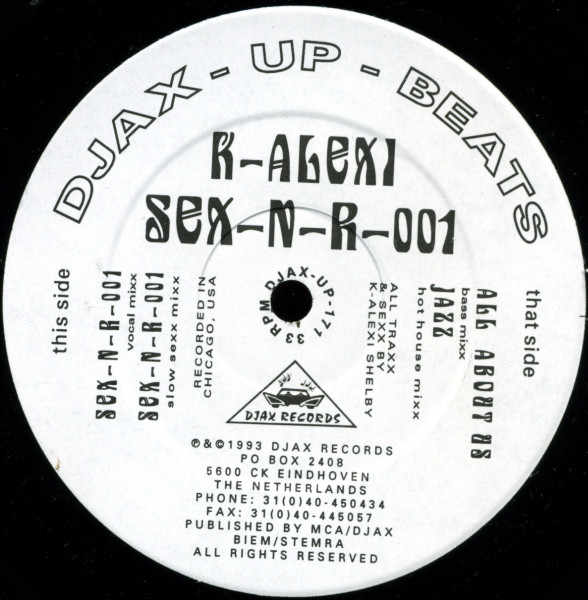 DJAX-UP-BEATS
K-ALEXI
SEX-N-R-001
this side
SEX-N-R-001
vocal mixx
SEX-N-R-001
slow sexx mixx
RECORDED IN
CHICAGO, USA
DJAX-UP-171
33 RPM
ALL TRAXX
& SEXX BY
K-ALEXI SHELBY
that side
ALL ABOUT US
bass mixx
JAZZ
hot house mixx
DJAX RECORDS
℗&©1993 DJAX RECORDS
PO BOX 2408
5600 CK EINDHOVEN
THE NETHERLANDS
PHONE: 31(0)40-450434
FAX: 31(0)40-445057
PUBLISHED BY MCA/DJAX
BIEM/STEMRA
ALL RIGHTS RESERVED